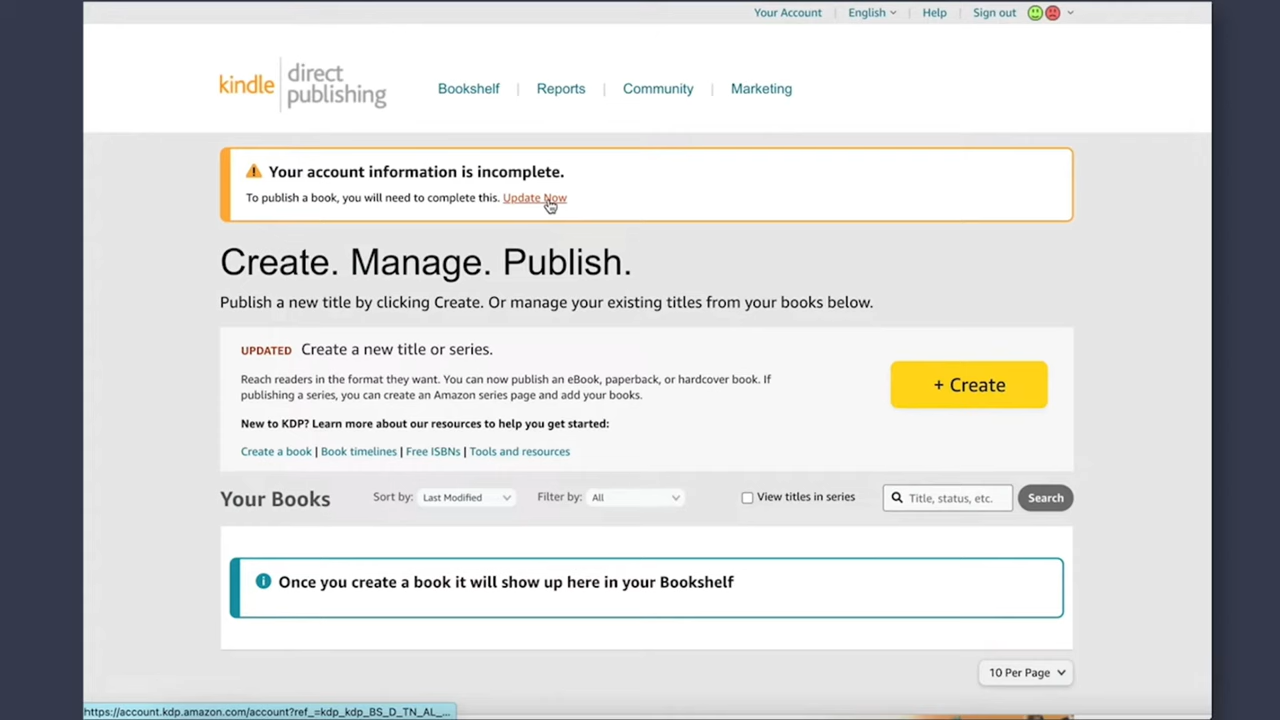 Your Account | English | Help | Sign out
kindle direct publishing
Bookshelf | Reports | Community | Marketing
Your account information is incomplete.
To publish a book, you will need to complete this. Update Now
Create. Manage. Publish.
Publish a new title by clicking Create. Or manage your existing titles from your books below.
UPDATED Create a new title or series.
Reach readers in the format they want. You can now publish an eBook, paperback, or hardcover book. If
publishing a series, you can create an Amazon series page and add your books.
+ Create
New to KDP? Learn more about our resources to help you get started:
Create a book | Book timelines | Free ISBNs | Tools and resources
Your Books Sort by: Last Modified Filter by: All View titles in series Title, status, etc. Search
Once you create a book it will show up here in your Bookshelf
10 Per Page
https://account.kdp.amazon.com/account?ref_=kdp_kdp_BS_D_TN_AL_...